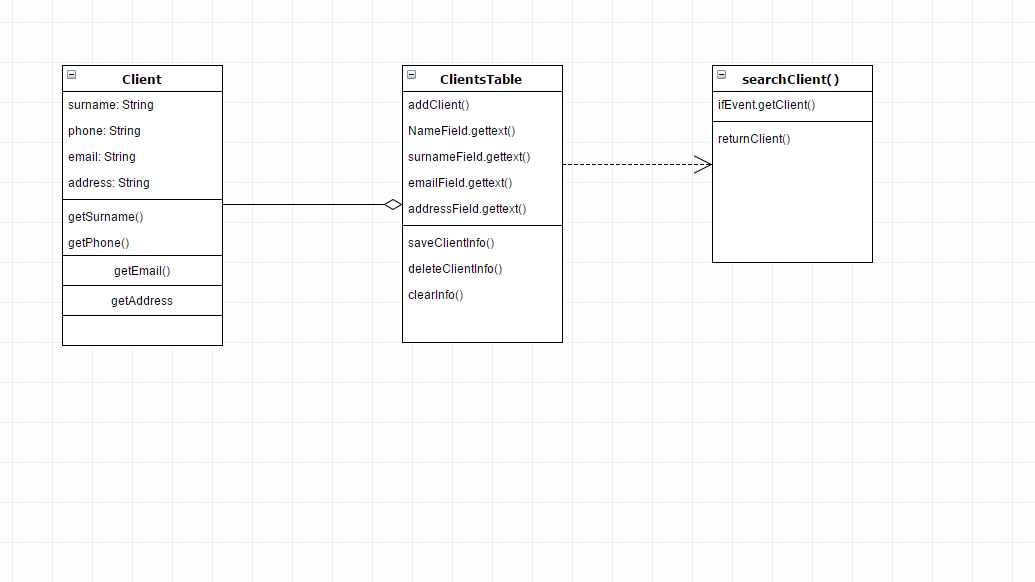 Client
surname: String
phone: String
email: String
address: String
getSurname()
getPhone()
getEmail()
getAddress
ClientsTable
addClient()
NameField.gettext()
surnameField.gettext()
emailField.gettext()
addressField.gettext()
saveClientInfo()
deleteClientInfo()
clearInfo()
searchClient()
ifEvent.getClient()
returnClient()